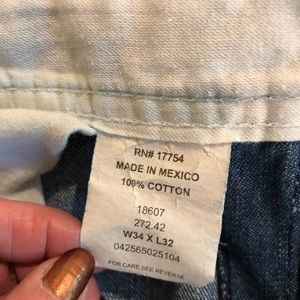 RN# 17754
MADE IN MEXICO
100% COTTON
18607
272.42
W34 X L32
042565025104
FOR CARE SEE REVERSE